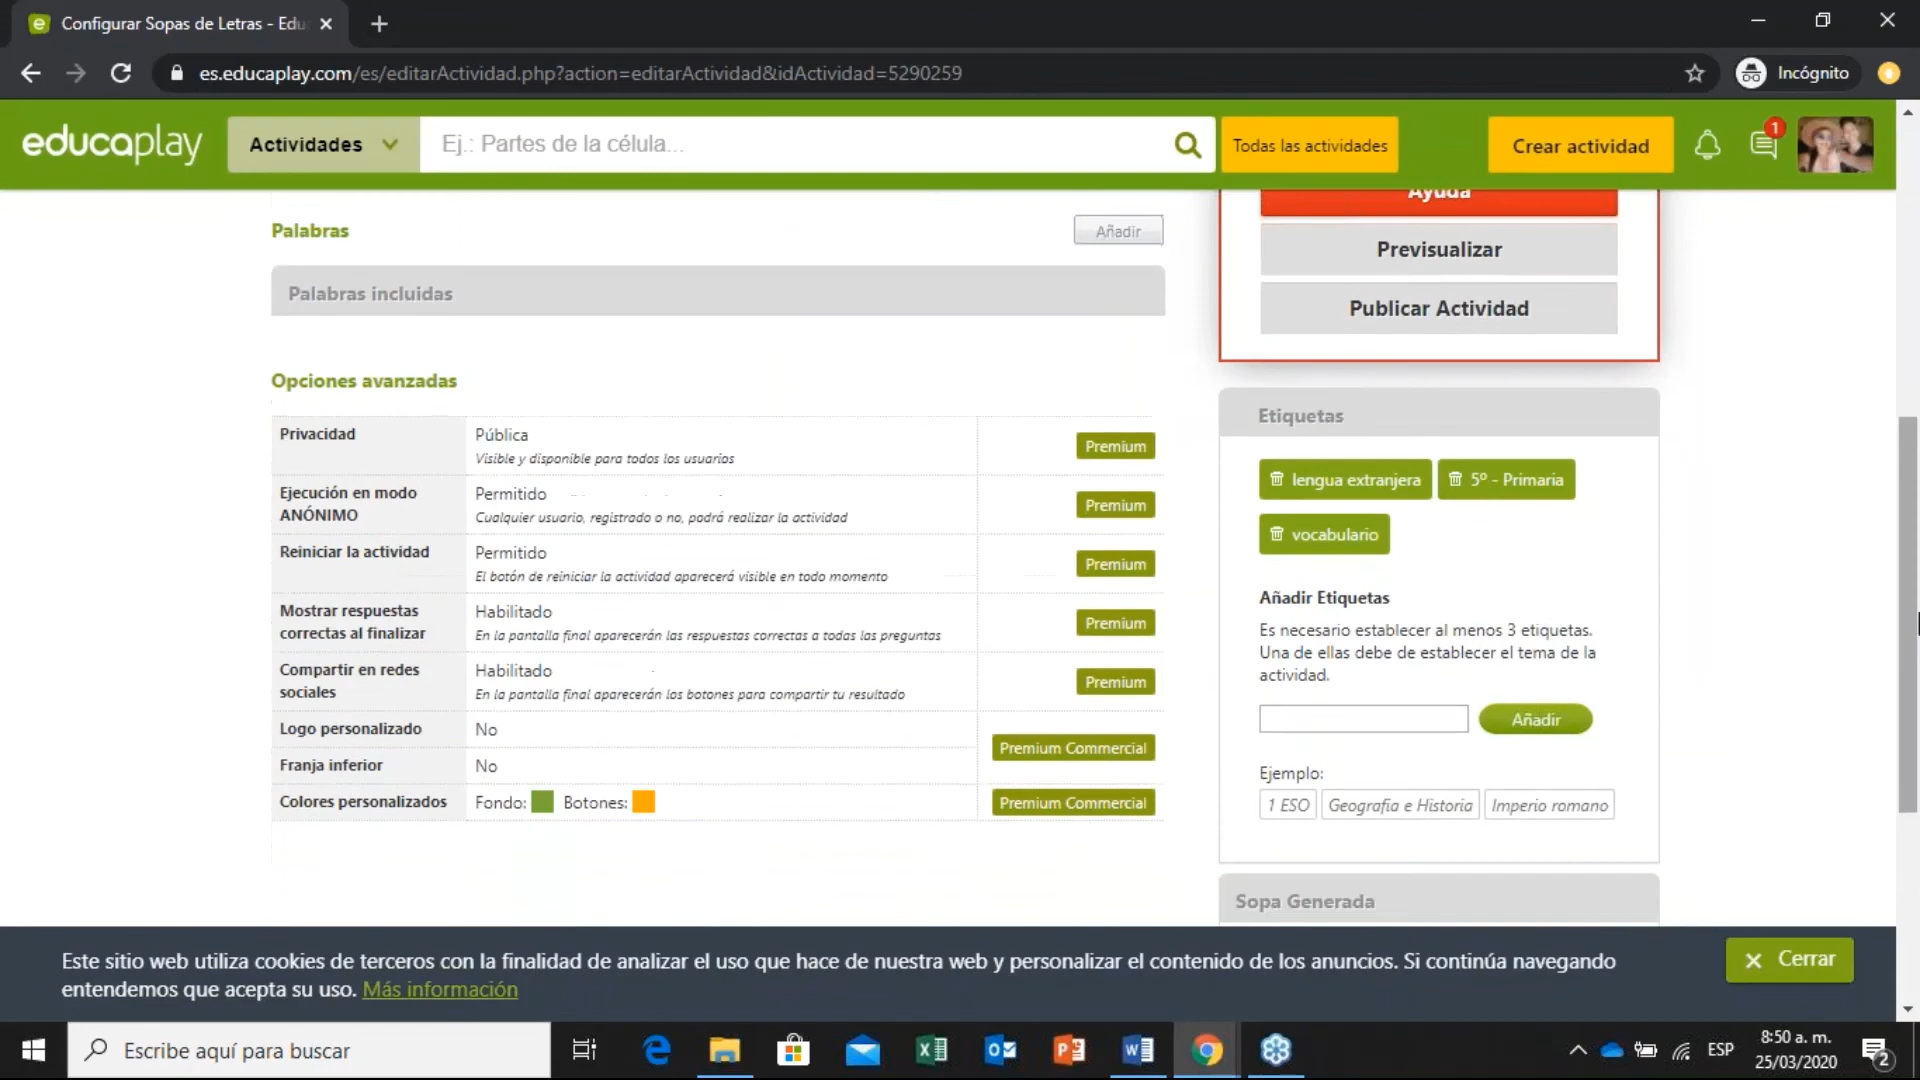 Configurar Sopas de Letras - Edu
es.educaplay.com/es/editarActividad.php?action=editarActividad&idActividad=5290259
Incógnito
educaplay
Actividades
Ej.: Partes de la célula...
Todas las actividades
Crear actividad
1
Palabras
Añadir
Palabras incluidas
Opciones avanzadas
Privacidad
Pública
Visible y disponible para todos los usuarios
Premium
Ejecución en modo
ANÓNIMO
Permitido
Cualquier usuario, registrado o no, podrá realizar la actividad
Premium
Reiniciar la actividad
Permitido
El botón de reiniciar la actividad aparecerá visible en todo momento
Premium
Mostrar respuestas
correctas al finalizar
Habilitado
En la pantalla final aparecerán las respuestas correctas a todas las preguntas
Premium
Compartir en redes
sociales
Habilitado
En la pantalla final aparecerán los botones para compartir tu resultado
Premium
Logo personalizado
No
Premium Commercial
Franja inferior
No
Colores personalizados
Fondo: Botones:
Premium Commercial
Ayuda
Previsualizar
Publicar Actividad
Etiquetas
lengua extranjera
5º - Primaria
vocabulario
Añadir Etiquetas
Es necesario establecer al menos 3 etiquetas.
Una de ellas debe de establecer el tema de la
actividad.
Añadir
Ejemplo:
1 ESO Geografia e Historia Imperio romano
Sopa Generada
Este sitio web utiliza cookies de terceros con la finalidad de analizar el uso que hace de nuestra web y personalizar el contenido de los anuncios. Si continúa navegando
entendemos que acepta su uso. Más información
Cerrar
Escribe aquí para buscar
ESP
8:50 a. m.
25/03/2020
2